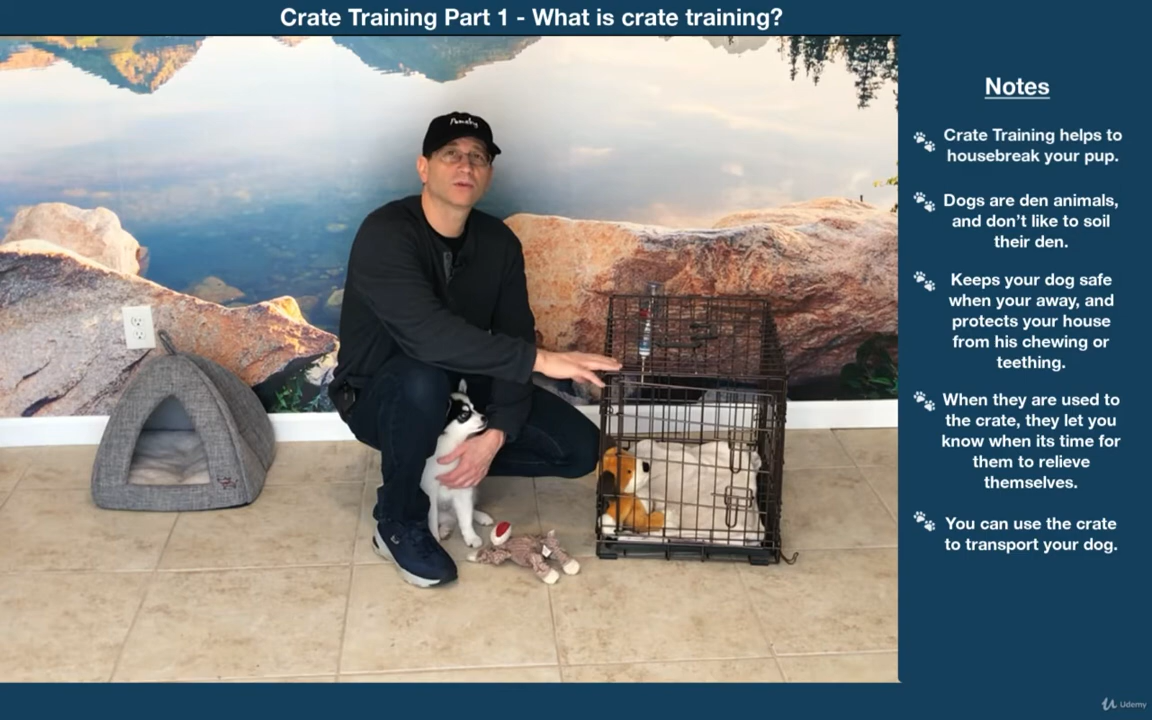 Crate Training Part 1 - What is crate training?
Notes
Crate Training helps to
housebreak your pup.
Dogs are den animals,
and don't like to soil
their den.
Keeps your dog safe
when your away, and
protects your house
from his chewing or
teething.
When they are used to
the crate, they let you
know when its time for
them to relieve
themselves.
You can use the crate
to transport your dog.
Udemy